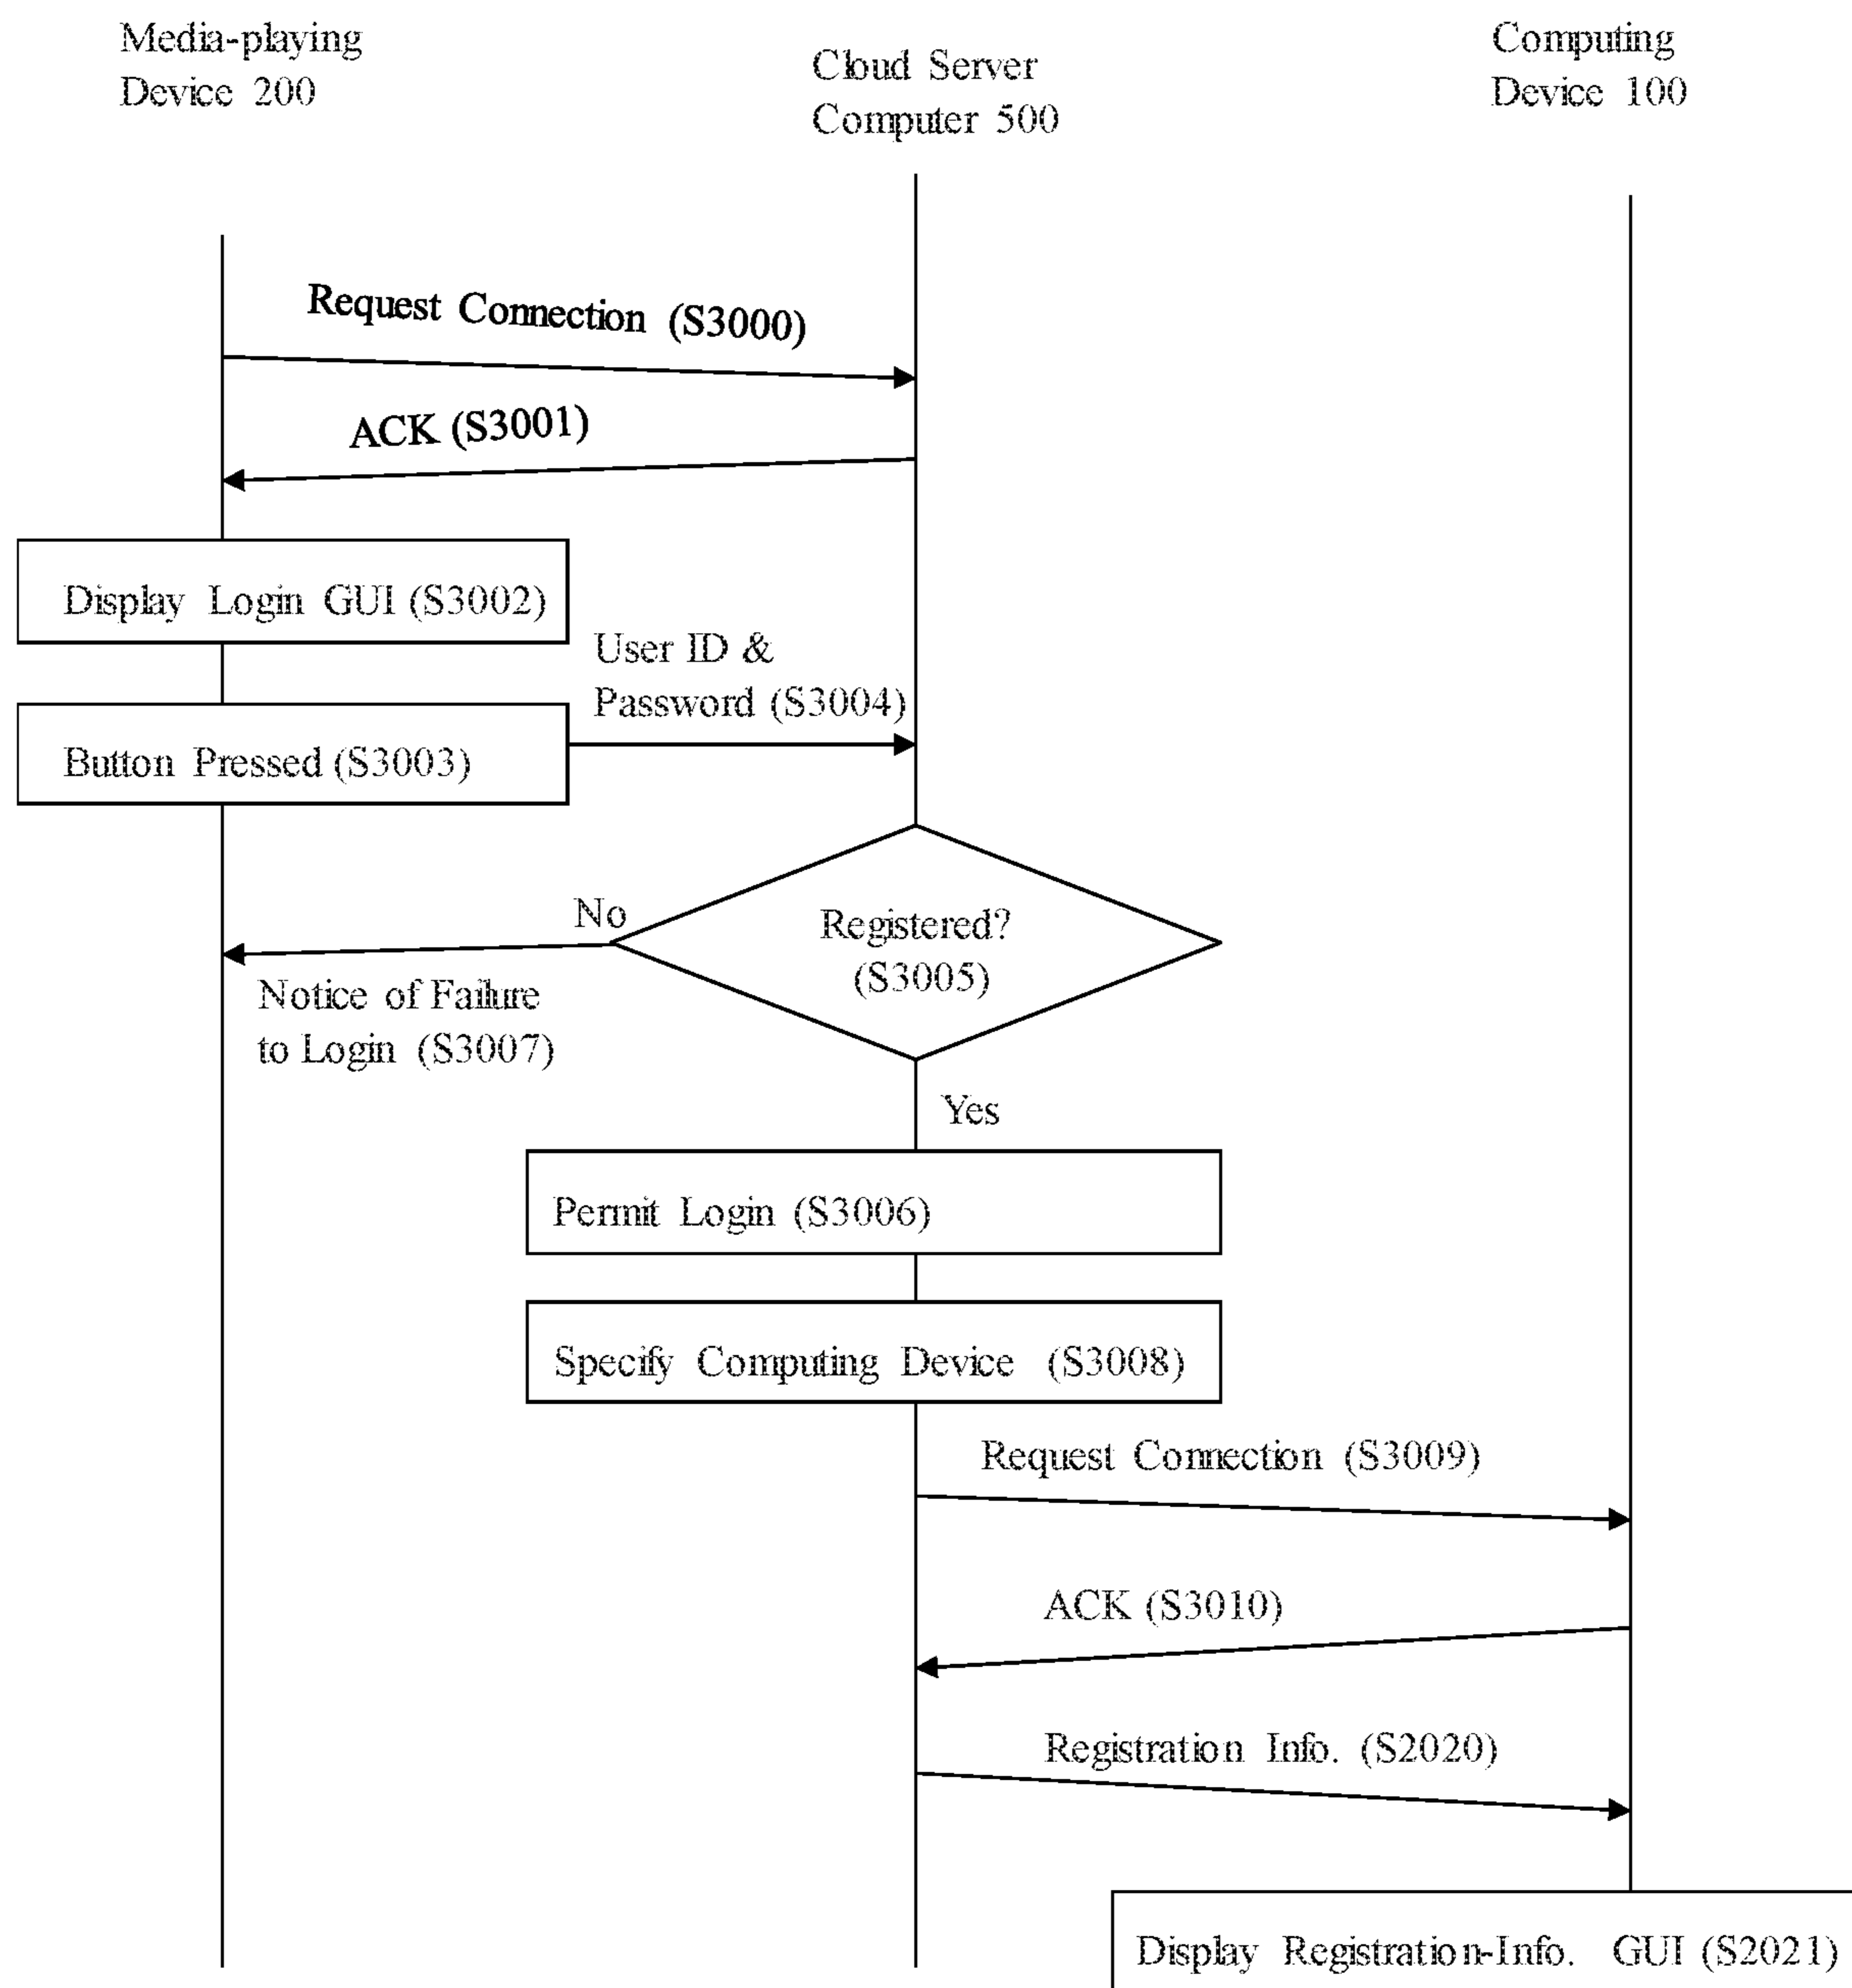 Media-playing
Device 200
Cloud Server
Computer 500
Computing
Device 100
Request Connection (S3000)
ACK (S3001)
Display Login GUI (S3002)
User ID &
Password (S3004)
Button Pressed (S3003)
No
Registered?
(S3005)
Notice of Failure
to Login (S3007)
Yes
Permit Login (S3006)
Specify Computing Device (S3008)
Request Connection (S3009)
ACK (S3010)
Registration Info. (S2020)
Display Registration-Info. GUI (S2021)